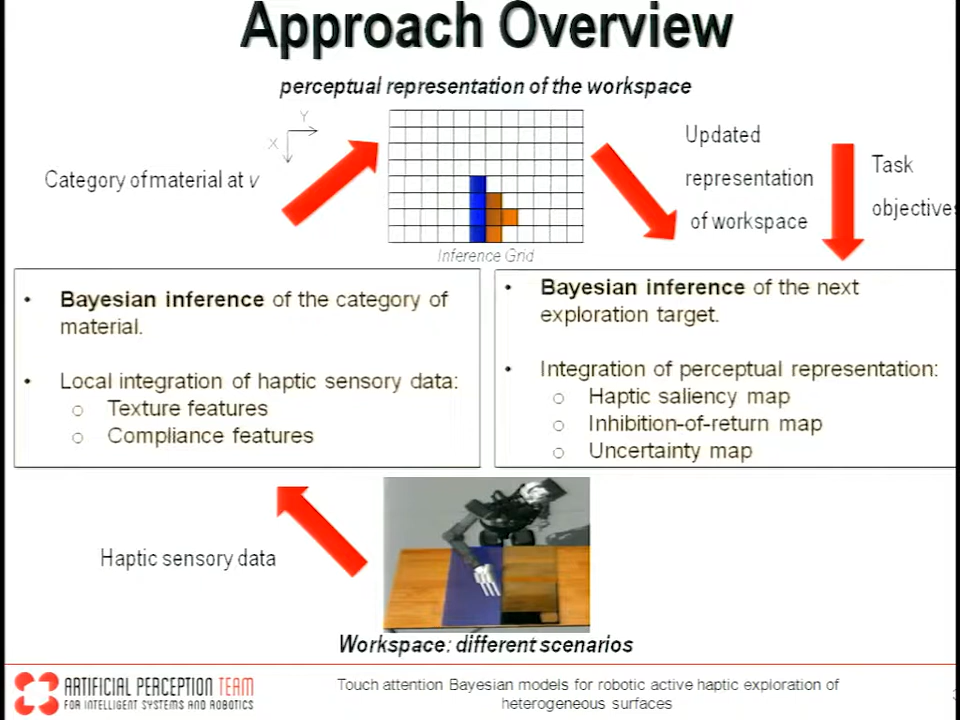 Approach Overview
perceptual representation of the workspace
Y
X
Category of material at v
Updated
representation
of workspace
Task
objectives
Inference Grid
• Bayesian inference of the category of
material.
• Local integration of haptic sensory data:
o Texture features
o Compliance features
• Bayesian inference of the next
exploration target.
• Integration of perceptual representation:
o Haptic saliency map
o Inhibition-of-return map
o Uncertainty map
Haptic sensory data
Workspace: different scenarios
ARTIFICIAL PERCEPTION TEAM
FOR INTELLIGENT SYSTEMS AND ROBOTICS
Touch attention Bayesian models for robotic active haptic exploration of
heterogeneous surfaces